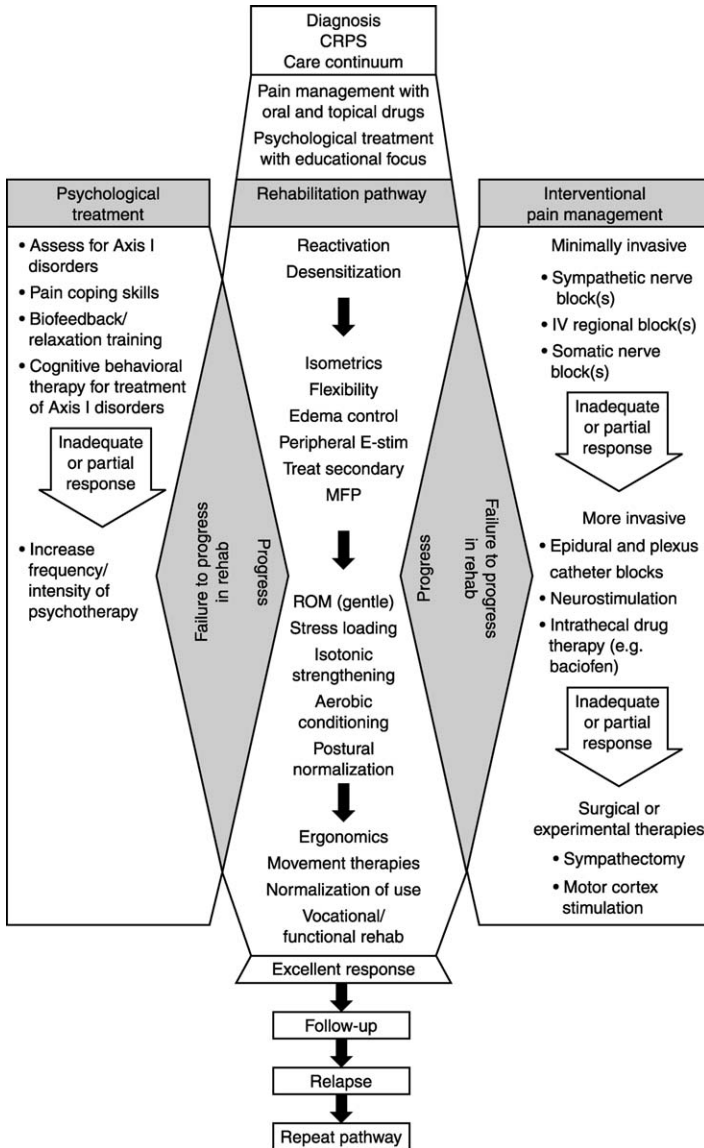 Diagnosis
CRPS
Care continuum
Pain management with
oral and topical drugs
Psychological treatment
with educational focus
Psychological
treatment
• Assess for Axis I
disorders
• Pain coping skills
• Biofeedback/
relaxation training
• Cognitive behavioral
therapy for treatment
of Axis I disorders
Inadequate
or partial
response
• Increase
frequency/
intensity of
psychotherapy
Failure to progress
in rehab
Progress
Rehabilitation pathway
Reactivation
Desensitization
Isometrics
Flexibility
Edema control
Peripheral E-stim
Treat secondary
MFP
ROM (gentle)
Stress loading
Isotonic
strengthening
Aerobic
conditioning
Postural
normalization
Ergonomics
Movement therapies
Normalization of use
Vocational/
functional rehab
Progress
Failure to progress
in rehab
Interventional
pain management
Minimally invasive
• Sympathetic nerve
block(s)
• IV regional block(s)
• Somatic nerve
block(s)
Inadequate
or partial
response
More invasive
• Epidural and plexus
catheter blocks
• Neurostimulation
• Intrathecal drug
therapy (e.g.
baciofen)
Inadequate
or partial
response
Surgical or
experimental therapies
• Sympathectomy
• Motor cortex
stimulation
Excellent response
Follow-up
Relapse
Repeat pathway